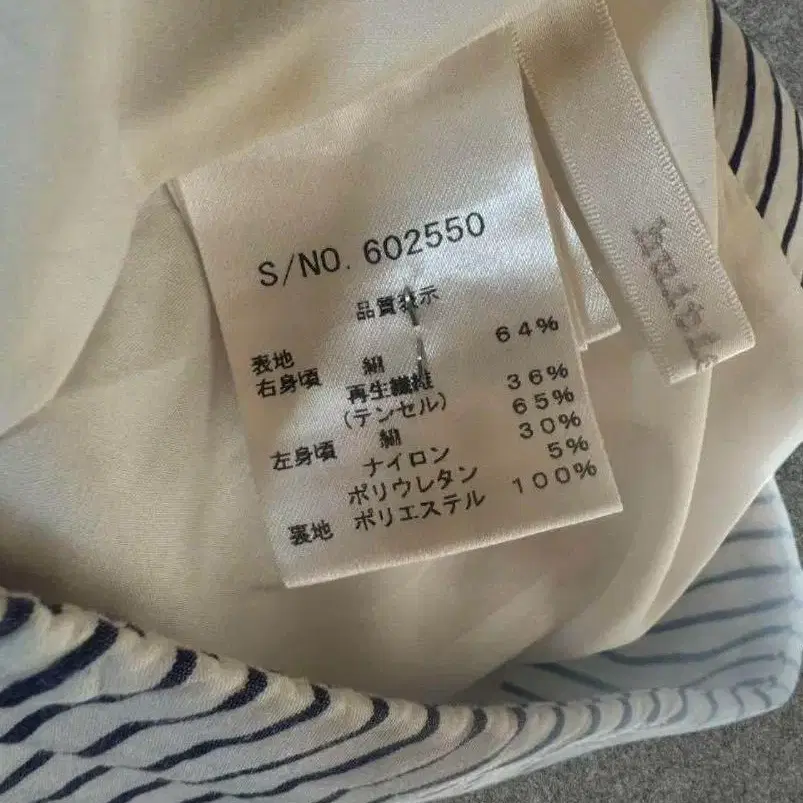 S/NO. 602550
品質表示
表地 64%
右身頃
再生繊維 36%
(テンセル)
左身頃 65%
ナイロン 30%
ポリウレタン 5%
裏地 ポリエステル 100%